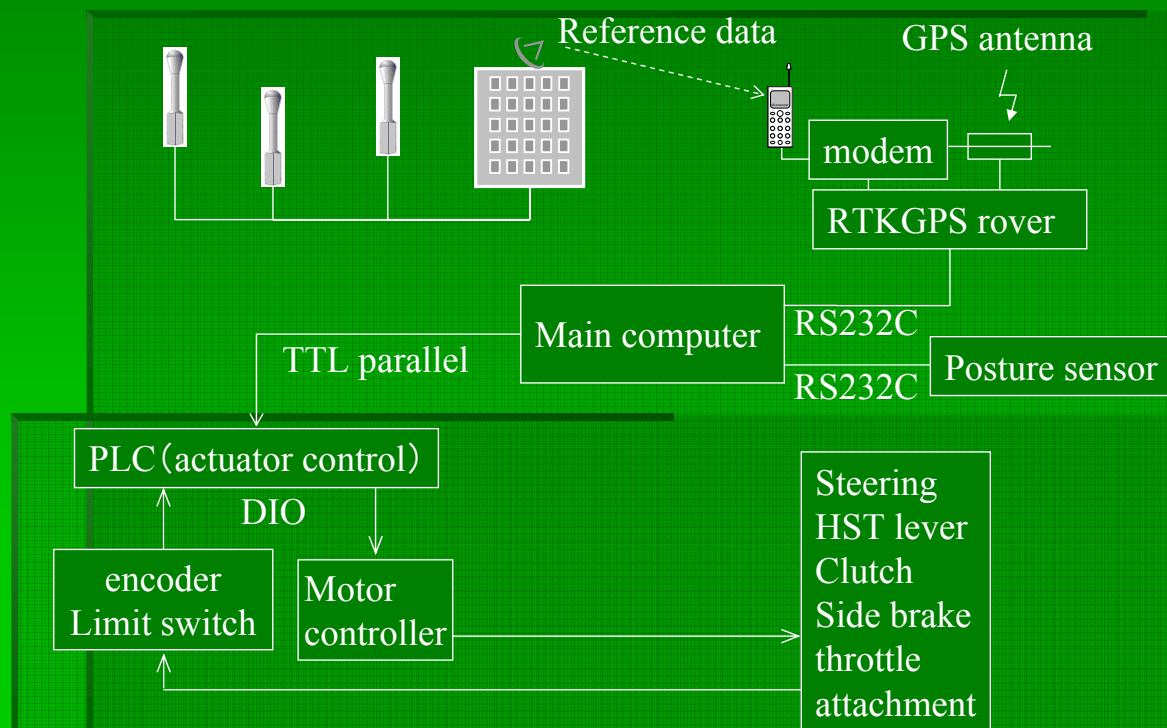 Reference data
GPS antenna
modem
RTKGPS rover
Main computer
RS232C
TTL parallel
RS232C
Posture sensor
PLC(actuator control)
DIO
encoder
Limit switch
Motor
controller
Steering
HST lever
Clutch
Side brake
throttle
attachment